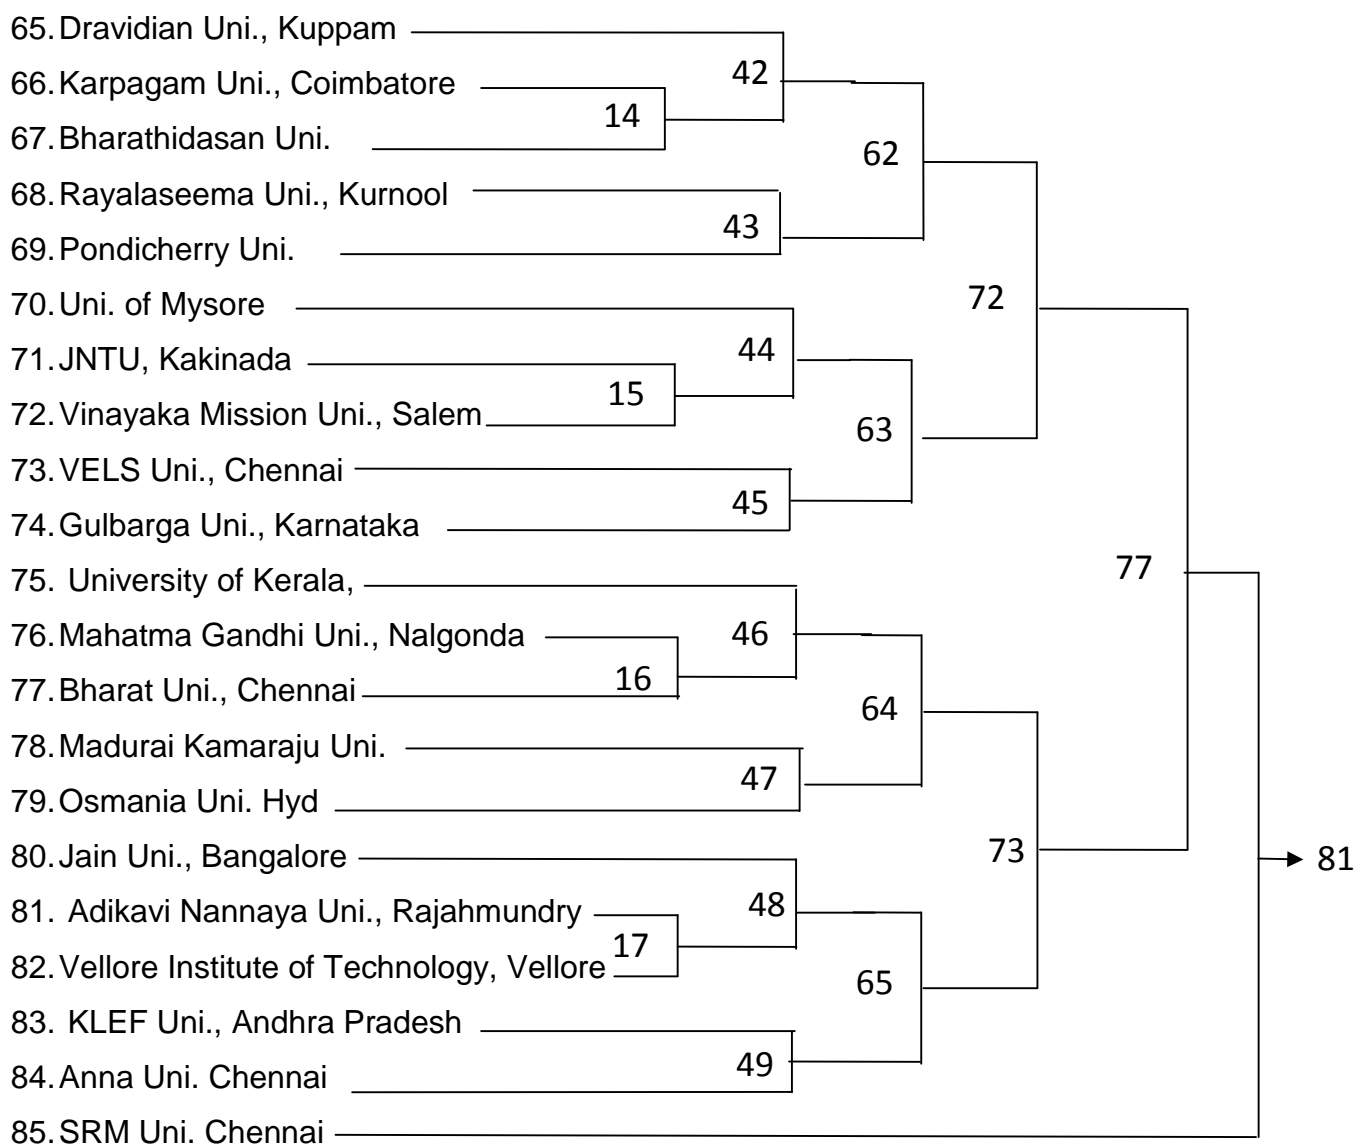 65. Dravidian Uni., Kuppam
42
66. Karpagam Uni., Coimbatore
14
67. Bharathidasan Uni.
62
68. Rayalaseema Uni., Kurnool
43
69. Pondicherry Uni.
72
70. Uni. of Mysore
44
71. JNTU, Kakinada
15
72. Vinayaka Mission Uni., Salem
63
73. VELS Uni., Chennai
45
74. Gulbarga Uni., Karnataka
77
75. University of Kerala,
46
76. Mahatma Gandhi Uni., Nalgonda
16
77. Bharat Uni., Chennai
64
78. Madurai Kamaraju Uni.
47
79. Osmania Uni. Hyd
73
80. Jain Uni., Bangalore
81
48
81. Adikavi Nannaya Uni., Rajahmundry
17
82. Vellore Institute of Technology, Vellore
65
83. KLEF Uni., Andhra Pradesh
49
84. Anna Uni. Chennai
85. SRM Uni. Chennai